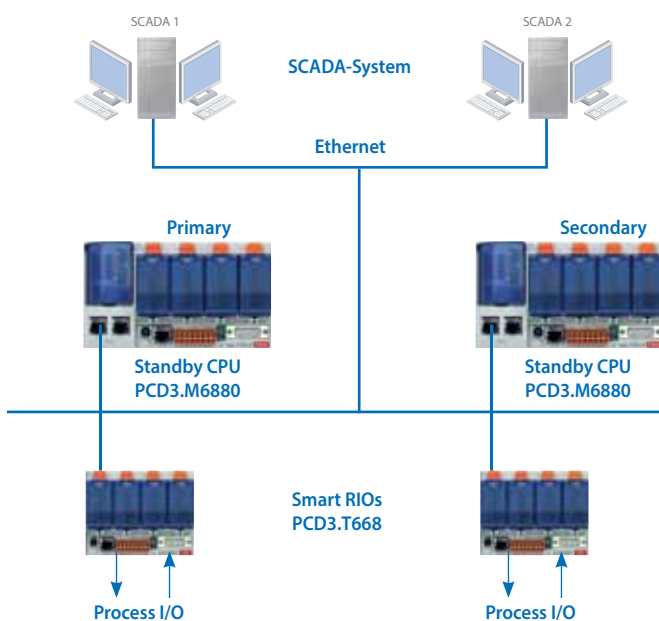 SCADA 1
SCADA 2
SCADA-System
Ethernet
Primary
Secondary
Standby CPU
PCD3.M6880
Standby CPU
PCD3.M6880
Smart RIOs
PCD3.T668
Process I/O
Process I/O